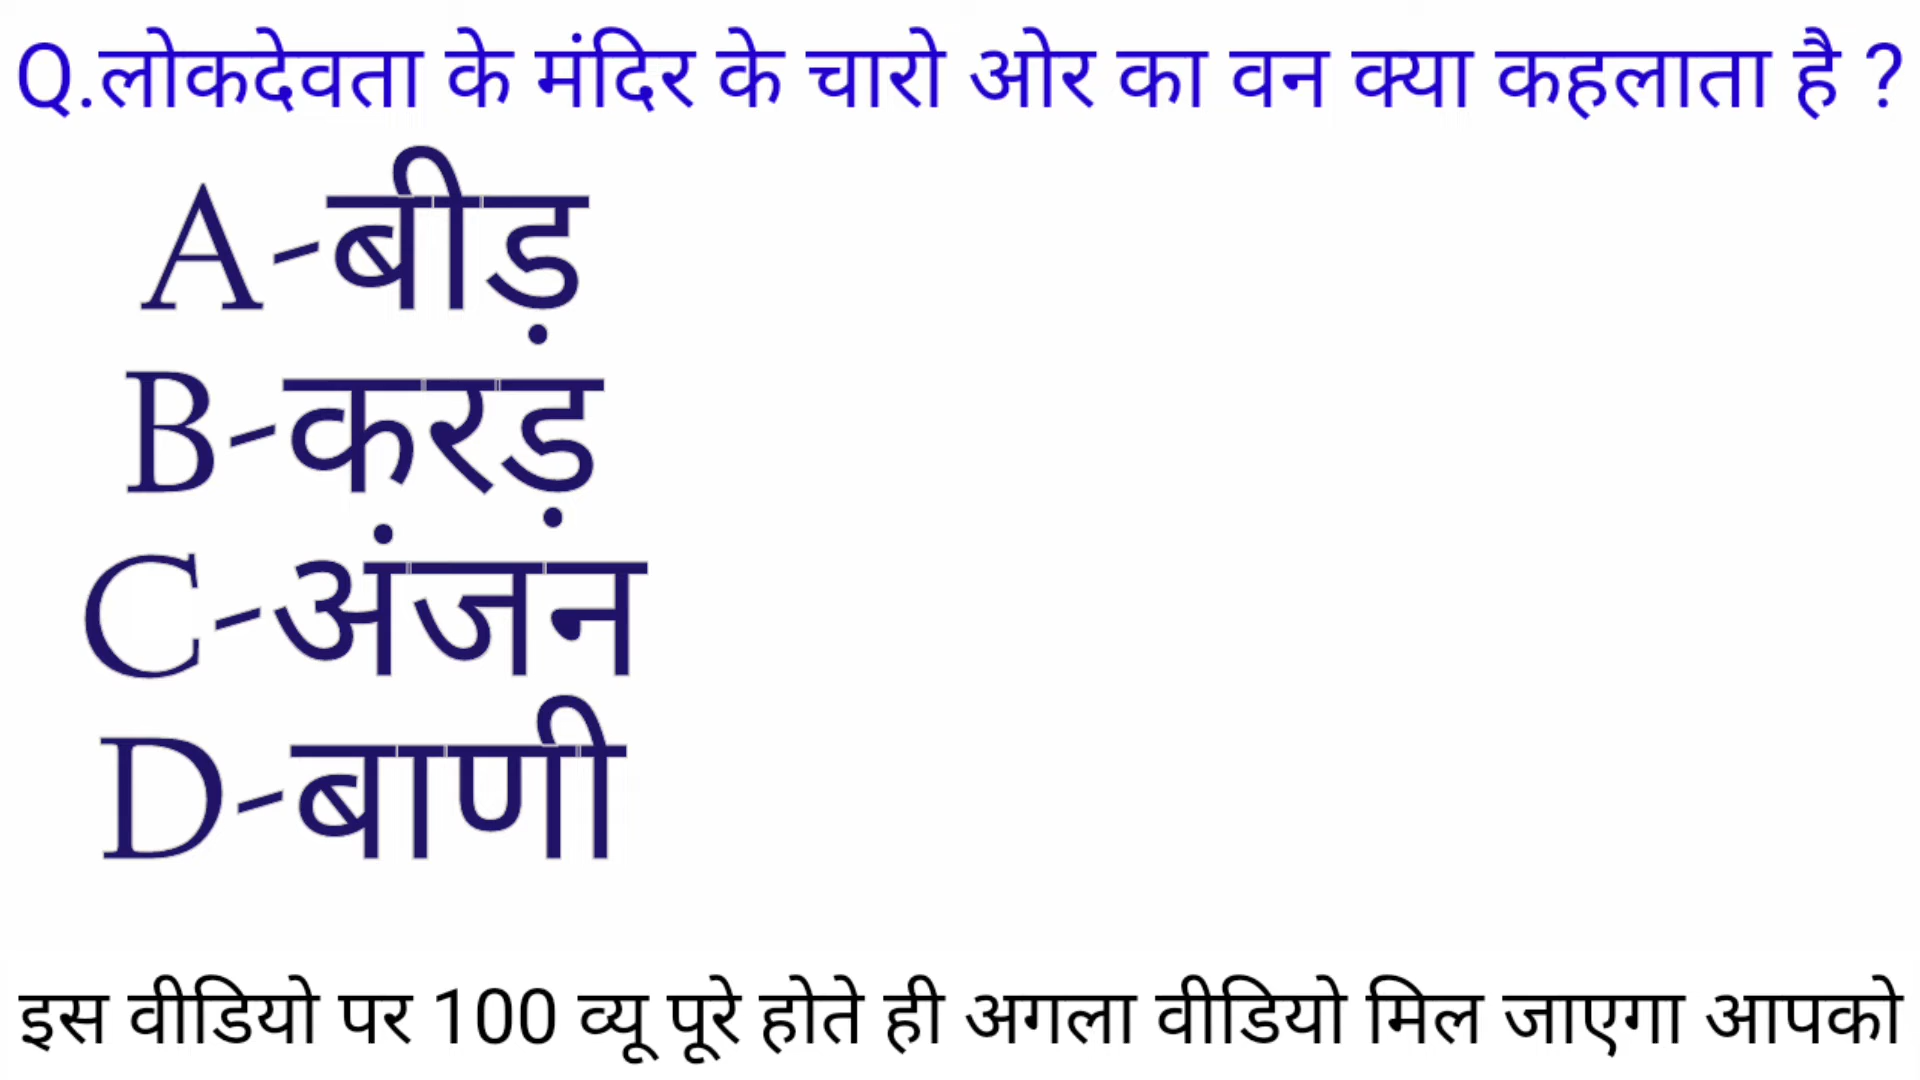 Q.लोकदेवता के मंदिर के चारो ओर का वन क्या कहलाता है ?
A-बीड़
B-करड़
C-अंजन
D-बाणी
इस वीडियो पर 100 व्यू पूरे होते ही अगला वीडियो मिल जाएगा आपको